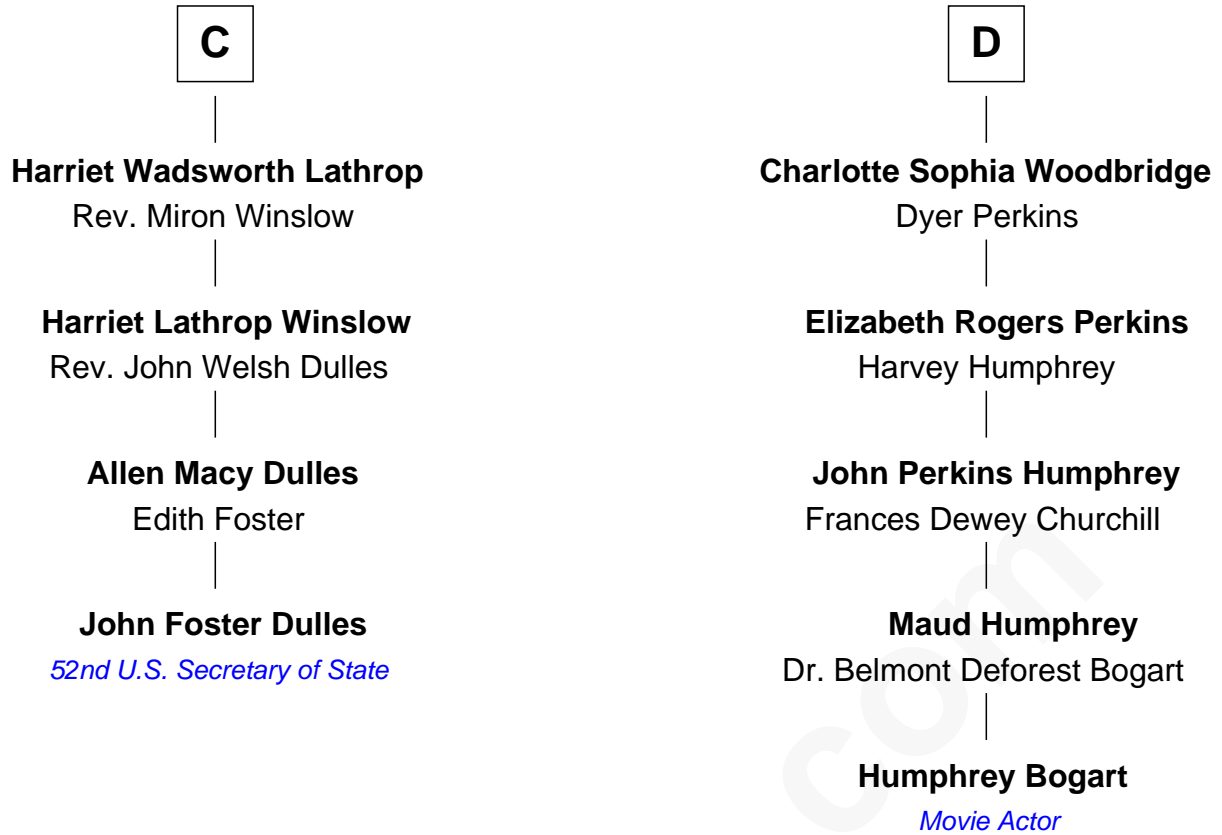 C
Harriet Wadsworth Lathrop
Rev. Miron Winslow
Harriet Lathrop Winslow
Rev. John Welsh Dulles
Allen Macy Dulles
Edith Foster
John Foster Dulles
52nd U.S. Secretary of State
D
Charlotte Sophia Woodbridge
Dyer Perkins
Elizabeth Rogers Perkins
Harvey Humphrey
John Perkins Humphrey
Frances Dewey Churchill
Maud Humphrey
Dr. Belmont Deforest Bogart
Humphrey Bogart
Movie Actor
com